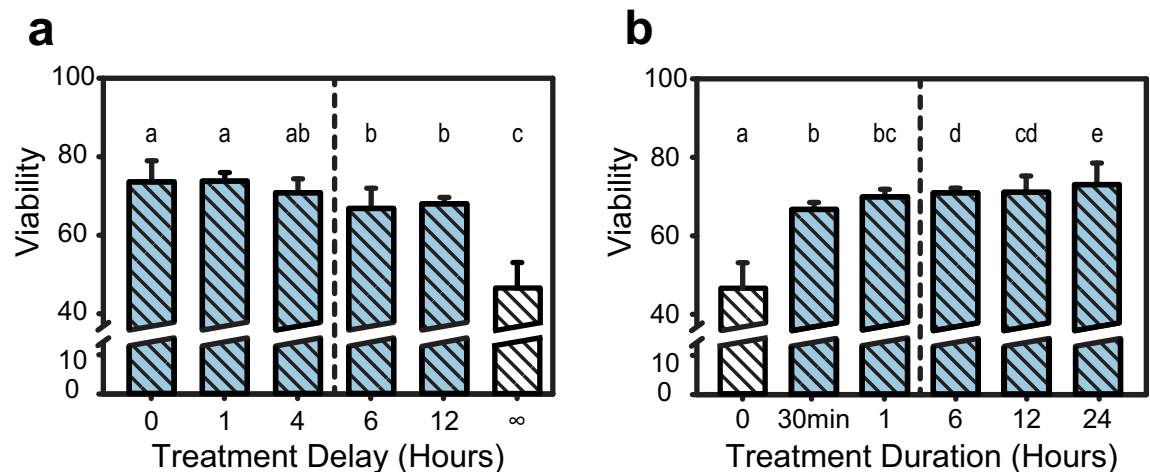 a
100
80
60
40
10
0
Viability
a a ab b b c
0 1 4 6 12 ∞
Treatment Delay (Hours)
b
100
80
60
40
10
0
Viability
a b bc d cd e
0 30min 1 6 12 24
Treatment Duration (Hours)